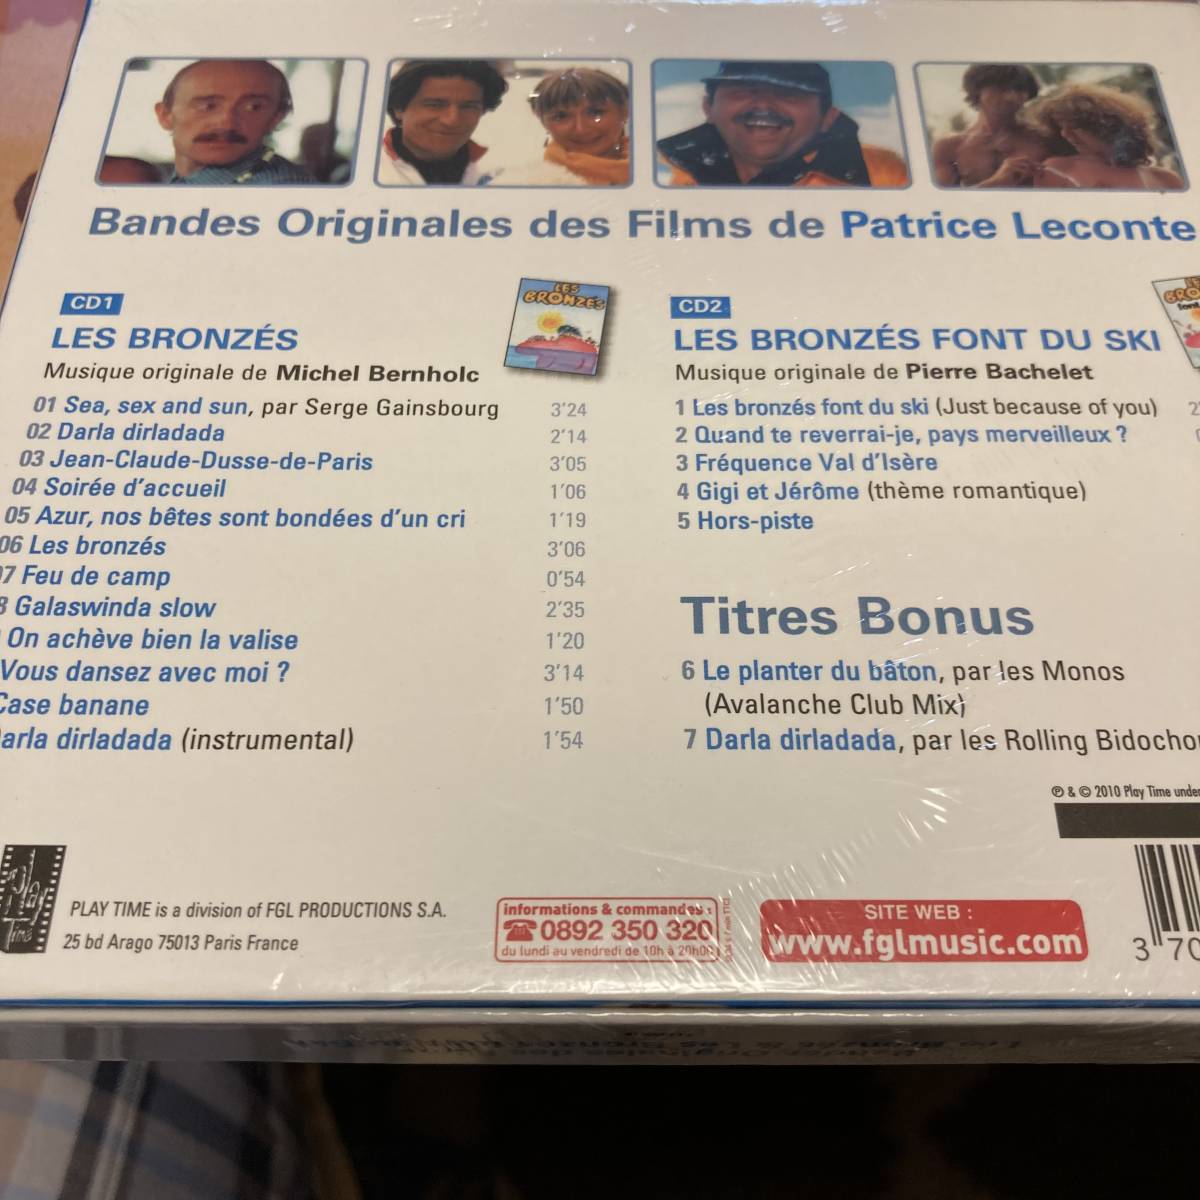 Bandes Originales des Films de Patrice Leconte
CD1
LES BRONZÉS
LES BRONZÉS
Musique originale de Michel Bernholc
01 Sea, sex and sun, par Serge Gainsbourg 3'24
02 Darla dirladada 2'14
03 Jean-Claude-Dusse-de-Paris 3'05
04 Soirée d'accueil 1'06
05 Azur, nos bêtes sont bondées d'un cri 1'19
06 Les bronzés 3'06
07 Feu de camp 0'54
8 Galaswinda slow 2'35
On achève bien la valise 1'20
Vous dansez avec moi ? 3'14
Case banane 1'50
arla dirladada (instrumental) 1'54
CD2
LES BRONZÉS FONT DU SKI
Musique originale de Pierre Bachelet
1 Les bronzés font du ski (Just because of you)
2 Quand te reverrai-je, pays merveilleux ?
3 Fréquence Val d'Isère
4 Gigi et Jérôme (thème romantique)
5 Hors-piste
Titres Bonus
6 Le planter du bâton, par les Monos
(Avalanche Club Mix)
7 Darla dirladada, par les Rolling Bidochon
℗ & © 2010 Play Time under
PLAY TIME is a division of FGL PRODUCTIONS S.A.
25 bd Arago 75013 Paris France
informations & commandes :
☎ 0892 350 320
du lundi au vendredi de 10h à 20h00
SITE WEB :
www.fglmusic.com
3 70